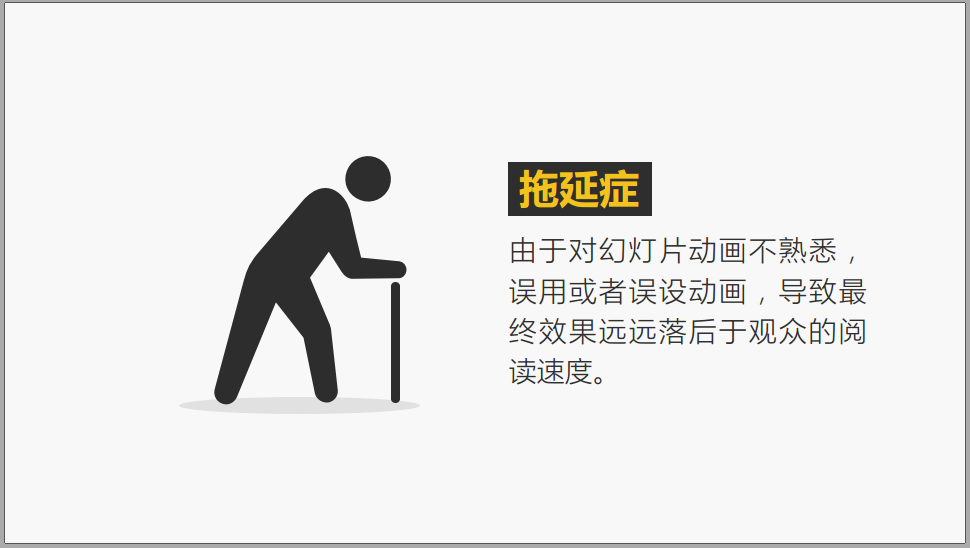 拖延症
由于对幻灯片动画不熟悉，
误用或者误设动画，导致最
终效果远远落后于观众的阅
读速度。